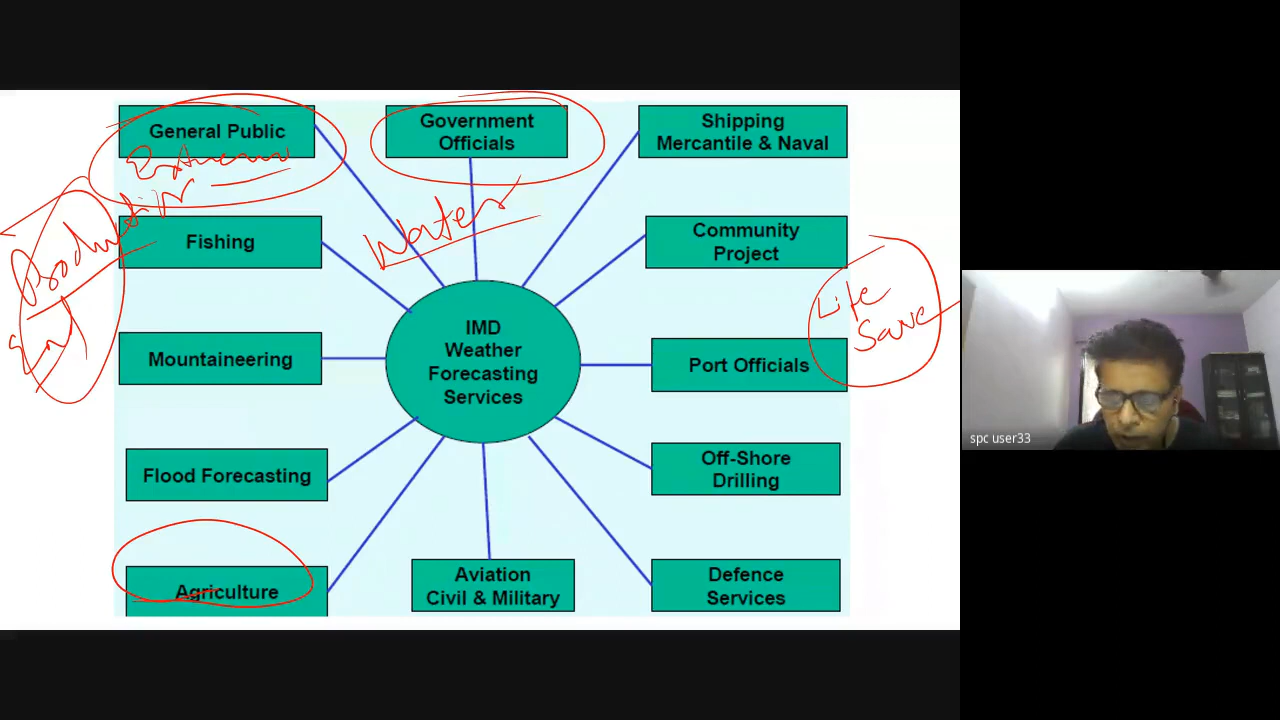 General Public
Government
Officials
Shipping
Mercantile & Naval
Water
Fishing
Community
Project
Life
Save
IMD
Weather
Forecasting
Services
Mountaineering
Port Officials
spc user33
Flood Forecasting
Off-Shore
Drilling
Agriculture
Aviation
Civil & Military
Defence
Services